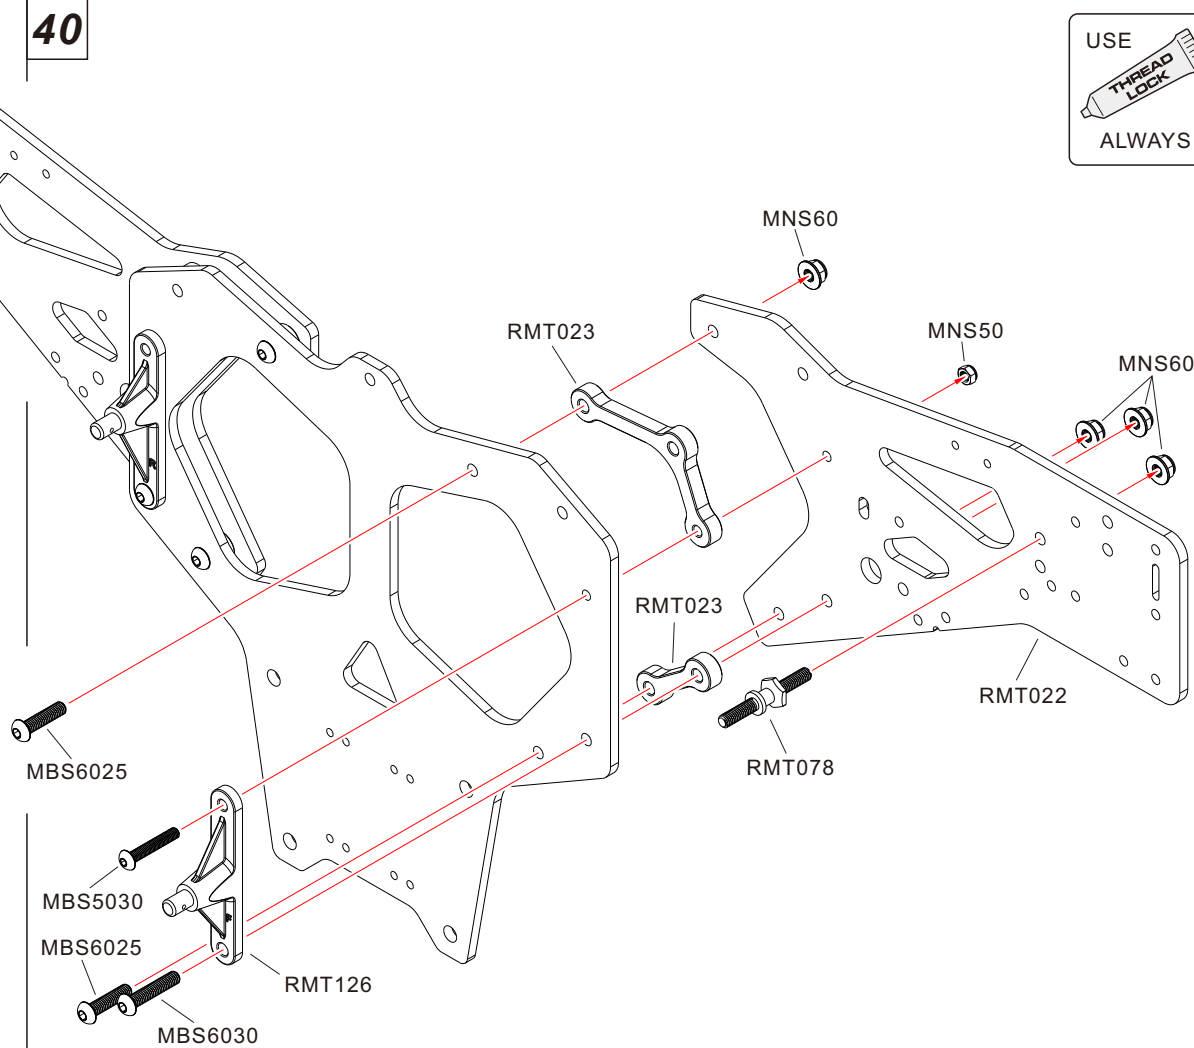 40
USE
THREAD
LOCK
ALWAYS
MNS60
RMT023
MNS50
MNS60
RMT023
RMT022
RMT078
MBS6025
MBS5030
MBS6025
RMT126
MBS6030